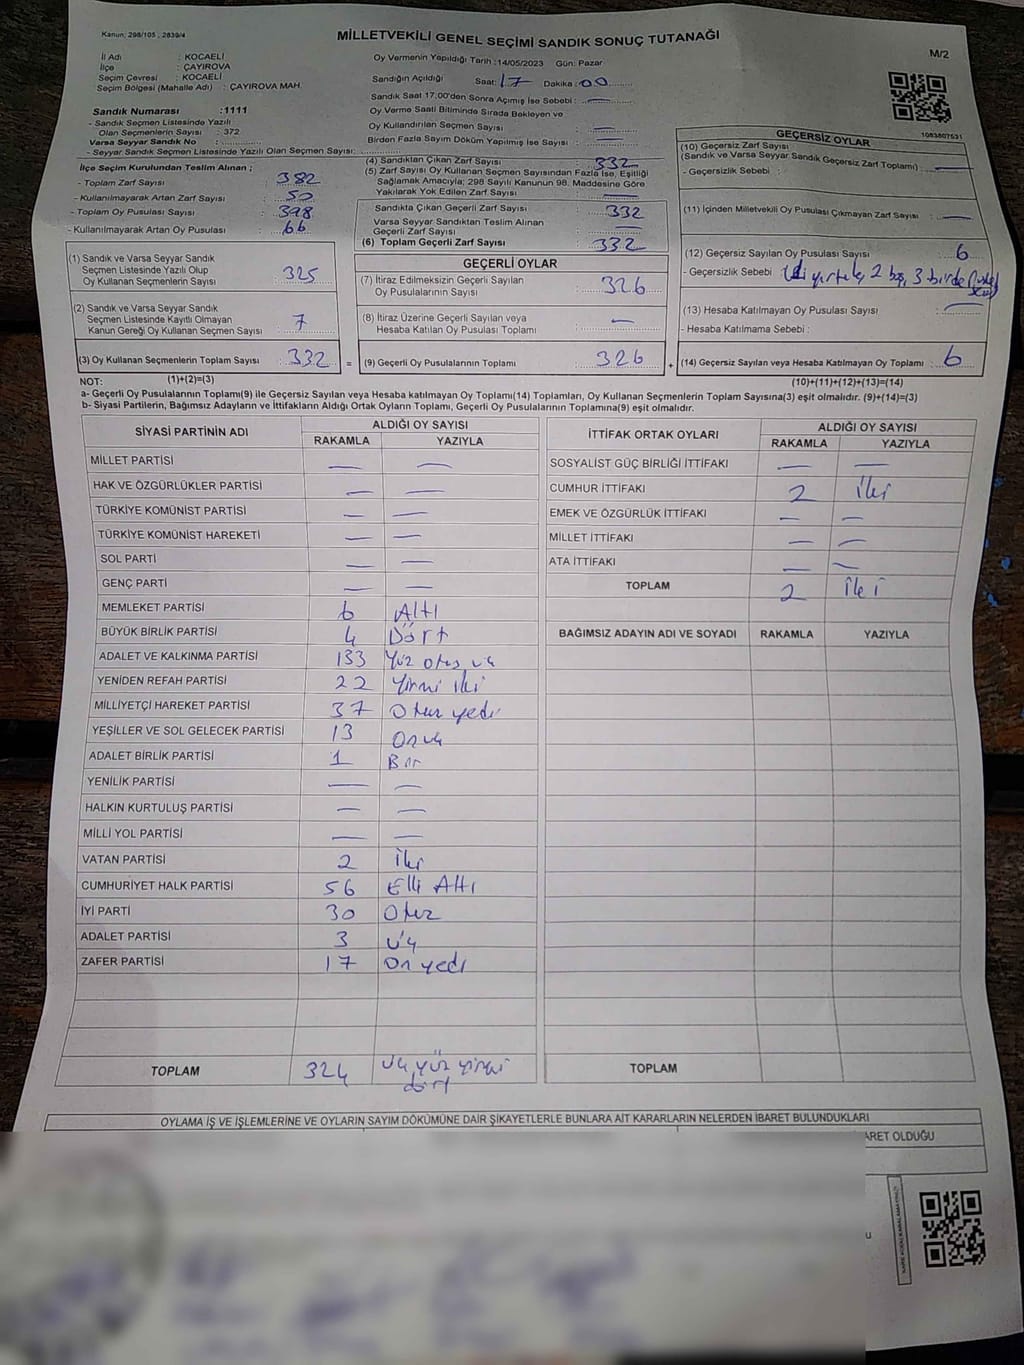 Kanun; 298/105 , 2839/4
MİLLETVEKİLİ GENEL SEÇİMİ SANDIK SONUÇ TUTANAĞI
M/2
İl Adı : KOCAELİ
İlçe : ÇAYIROVA
Seçim Çevresi : KOCAELİ
Seçim Bölgesi (Mahalle Adı) : ÇAYIROVA MAH.
Oy Vermenin Yapıldığı Tarih :14/05/2023 Gün: Pazar
Sandığın Açıldığı Saat: 17 Dakika : 00
Sandık Saat 17:00'den Sonra Açımış İse Sebebi : —
Oy Verme Saati Bitiminde Sırada Bekleyen ve
Oy Kullandırılan Seçmen Sayısı : —
Birden Fazla Sayım Döküm Yapılmış İse Sayısı : —
Sandık Numarası :1111
- Sandık Seçmen Listesinde Yazılı
Olan Seçmenlerin Sayısı : 372
Varsa Seyyar Sandık No :
- Seyyar Sandık Seçmen Listesinde Yazılı Olan Seçmen Sayısı:
İlçe Seçim Kurulundan Teslim Alınan ;
- Toplam Zarf Sayısı : 382
- Kullanılmayarak Artan Zarf Sayısı : 50
- Toplam Oy Pusulası Sayısı : 398
- Kullanılmayarak Artan Oy Pusulası : 66
(4) Sandıktan Çıkan Zarf Sayısı : 332
(5) Zarf Sayısı Oy Kullanan Seçmen Sayısından Fazla İse, Eşitliği
Sağlamak Amacıyla; 298 Sayılı Kanunun 98. Maddesine Göre
Yakılarak Yok Edilen Zarf Sayısı : —
Sandıkta Çıkan Geçerli Zarf Sayısı : 332
Varsa Seyyar Sandıktan Teslim Alınan
Geçerli Zarf Sayısı : —
(6) Toplam Geçerli Zarf Sayısı : 332
1083807531
GEÇERSİZ OYLAR
(10) Geçersiz Zarf Sayısı
(Sandık ve Varsa Seyyar Sandık Geçersiz Zarf Toplamı) : —
- Geçersizlik Sebebi :
(11) İçinden Milletvekili Oy Pusulası Çıkmayan Zarf Sayısı : —
(12) Geçersiz Sayılan Oy Pusulası Sayısı : 6
- Geçersizlik Sebebi : 2 boş, 3 birde
(13) Hesaba Katılmayan Oy Pusulası Sayısı : —
- Hesaba Katılmama Sebebi :
(14) Geçersiz Sayılan veya Hesaba Katılmayan Oy Toplamı : 6
(10)+(11)+(12)+(13)=(14)
(1) Sandık ve Varsa Seyyar Sandık
Seçmen Listesinde Yazılı Olup
Oy Kullanan Seçmenlerin Sayısı : 325
(2) Sandık ve Varsa Seyyar Sandık
Seçmen Listesinde Kayıtlı Olmayan
Kanun Gereği Oy Kullanan Seçmen Sayısı : 7
(3) Oy Kullanan Seçmenlerin Toplam Sayısı : 332
(1)+(2)=(3)
GEÇERLİ OYLAR
(7) İtiraz Edilmeksizin Geçerli Sayılan
Oy Pusulalarının Sayısı : 326
(8) İtiraz Üzerine Geçerli Sayılan veya
Hesaba Katılan Oy Pusulası Toplamı : —
= (9) Geçerli Oy Pusulalarının Toplamı : 326 +
NOT:
a- Geçerli Oy Pusulalarının Toplamı(9) ile Geçersiz Sayılan veya Hesaba katılmayan Oy Toplamı(14) Toplamları, Oy Kullanan Seçmenlerin Toplam Sayısına(3) eşit olmalıdır. (9)+(14)=(3)
b- Siyasi Partilerin, Bağımsız Adayların ve İttifakların Aldığı Ortak Oyların Toplamı, Geçerli Oy Pusulalarının Toplamına(9) eşit olmalıdır.
SİYASİ PARTİNİN ADI ALDIĞI OY SAYISI
RAKAMLA YAZIYLA
MİLLET PARTİSİ — —
HAK VE ÖZGÜRLÜKLER PARTİSİ — —
TÜRKİYE KOMÜNİST PARTİSİ — —
TÜRKİYE KOMÜNİST HAREKETİ — —
SOL PARTİ — —
GENÇ PARTİ — —
MEMLEKET PARTİSİ 6 Altı
BÜYÜK BİRLİK PARTİSİ 4 Dört
ADALET VE KALKINMA PARTİSİ 133 Yüz otuz üç
YENİDEN REFAH PARTİSİ 22 Yirmi iki
MİLLİYETÇİ HAREKET PARTİSİ 37 Otuz yedi
YEŞİLLER VE SOL GELECEK PARTİSİ 13 Onüç
ADALET BİRLİK PARTİSİ 1 Bir
YENİLİK PARTİSİ — —
HALKIN KURTULUŞ PARTİSİ — —
MİLLİ YOL PARTİSİ — —
VATAN PARTİSİ 2 İki
CUMHURİYET HALK PARTİSİ 56 Elli Altı
İYİ PARTİ 30 Otuz
ADALET PARTİSİ 3 Üç
ZAFER PARTİSİ 17 On yedi
TOPLAM 324 Üç yüz yirmi
dört
İTTİFAK ORTAK OYLARI ALDIĞI OY SAYISI
RAKAMLA YAZIYLA
SOSYALİST GÜÇ BİRLİĞİ İTTİFAKI — —
CUMHUR İTTİFAKI 2 İki
EMEK VE ÖZGÜRLÜK İTTİFAKI — —
MİLLET İTTİFAKI — —
ATA İTTİFAKI — —
TOPLAM 2 İki
BAĞIMSIZ ADAYIN ADI VE SOYADI RAKAMLA YAZIYLA
TOPLAM
OYLAMA İŞ VE İŞLEMLERİNE VE OYLARIN SAYIM DÖKÜMÜNE DAİR ŞİKAYETLERLE BUNLARA AİT KARARLARIN NELERDEN İBARET BULUNDUKLARI
ARET OLDUĞU